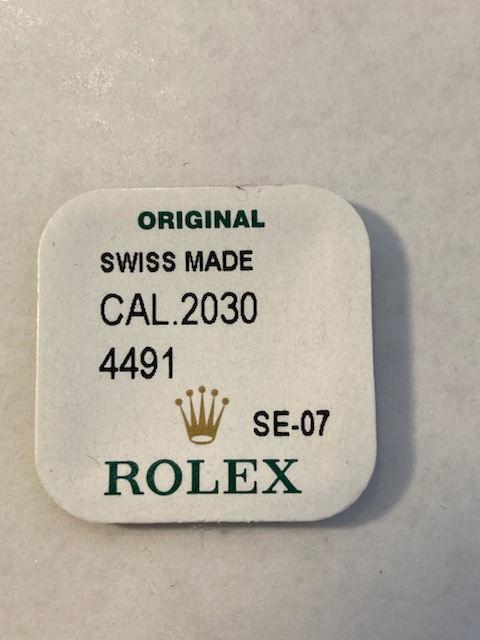 ORIGINAL
SWISS MADE
CAL.2030
4491
SE-07
ROLEX